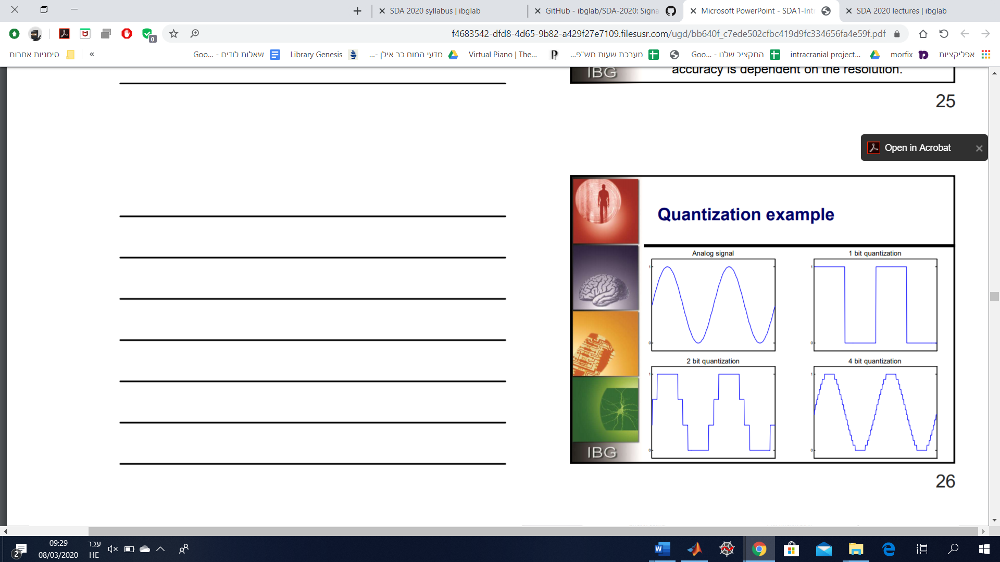 SDA 2020 syllabus | ibglab
GitHub - ibglab/SDA-2020: Signa
Microsoft PowerPoint - SDA1-Int
SDA 2020 lectures | ibglab
f4683542-dfd8-4d65-9b82-a429f27e7109.filesusr.com/ugd/bb640f_c7ede502cfbc419d9fc334656fa4e59f.pdf
0
אפליקציות
morfix
intracranial project...
התקציב שלנו - Goo...
מערכת שעות תש"פ...
Virtual Piano | The...
מדעי המוח בר אילן -...
Library Genesis
שאלות לודים - Goo...
«
סימניות אחרות
IBG
accuracy is dependent on the resolution.
25
Open in Acrobat
Quantization example
Analog signal
1
0
1 bit quantization
1
0
2 bit quantization
1
0
4 bit quantization
1
0
IBG
26
2
09:29
08/03/2020
עבר
HE